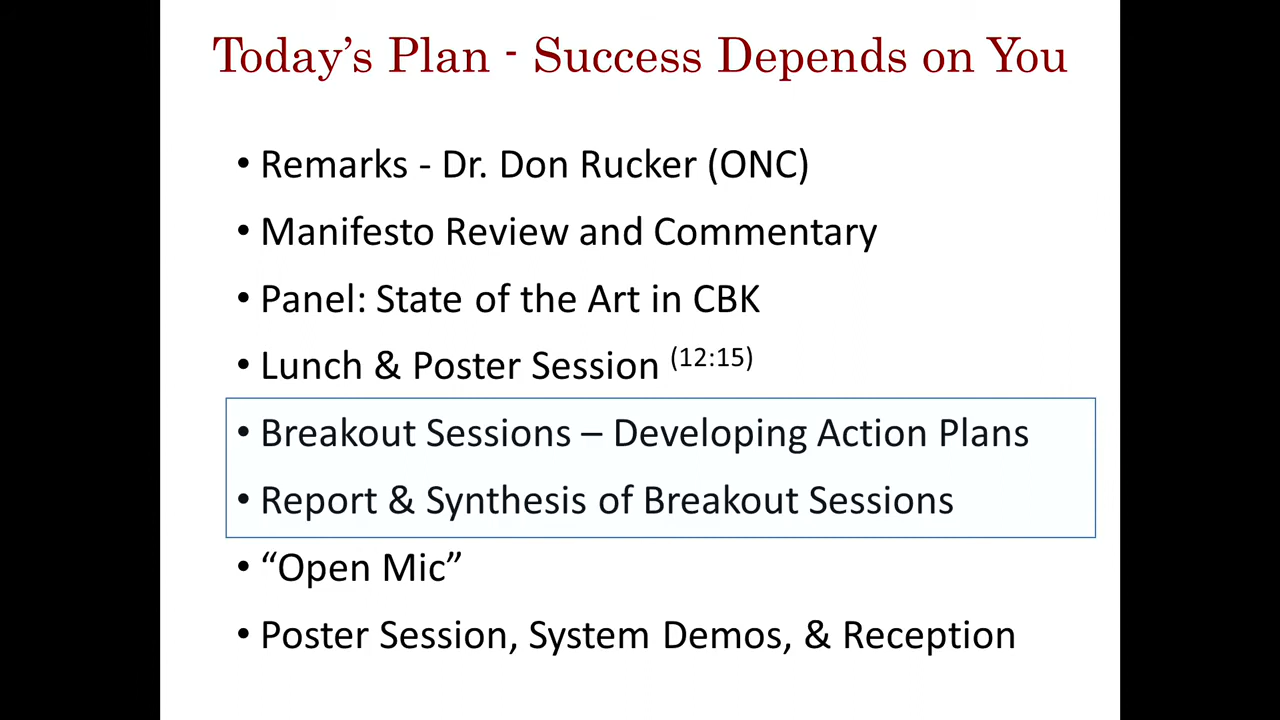 Today’s Plan - Success Depends on You
• Remarks - Dr. Don Rucker (ONC)
• Manifesto Review and Commentary
• Panel: State of the Art in CBK
• Lunch & Poster Session (12:15)
• Breakout Sessions – Developing Action Plans
• Report & Synthesis of Breakout Sessions
• “Open Mic”
• Poster Session, System Demos, & Reception